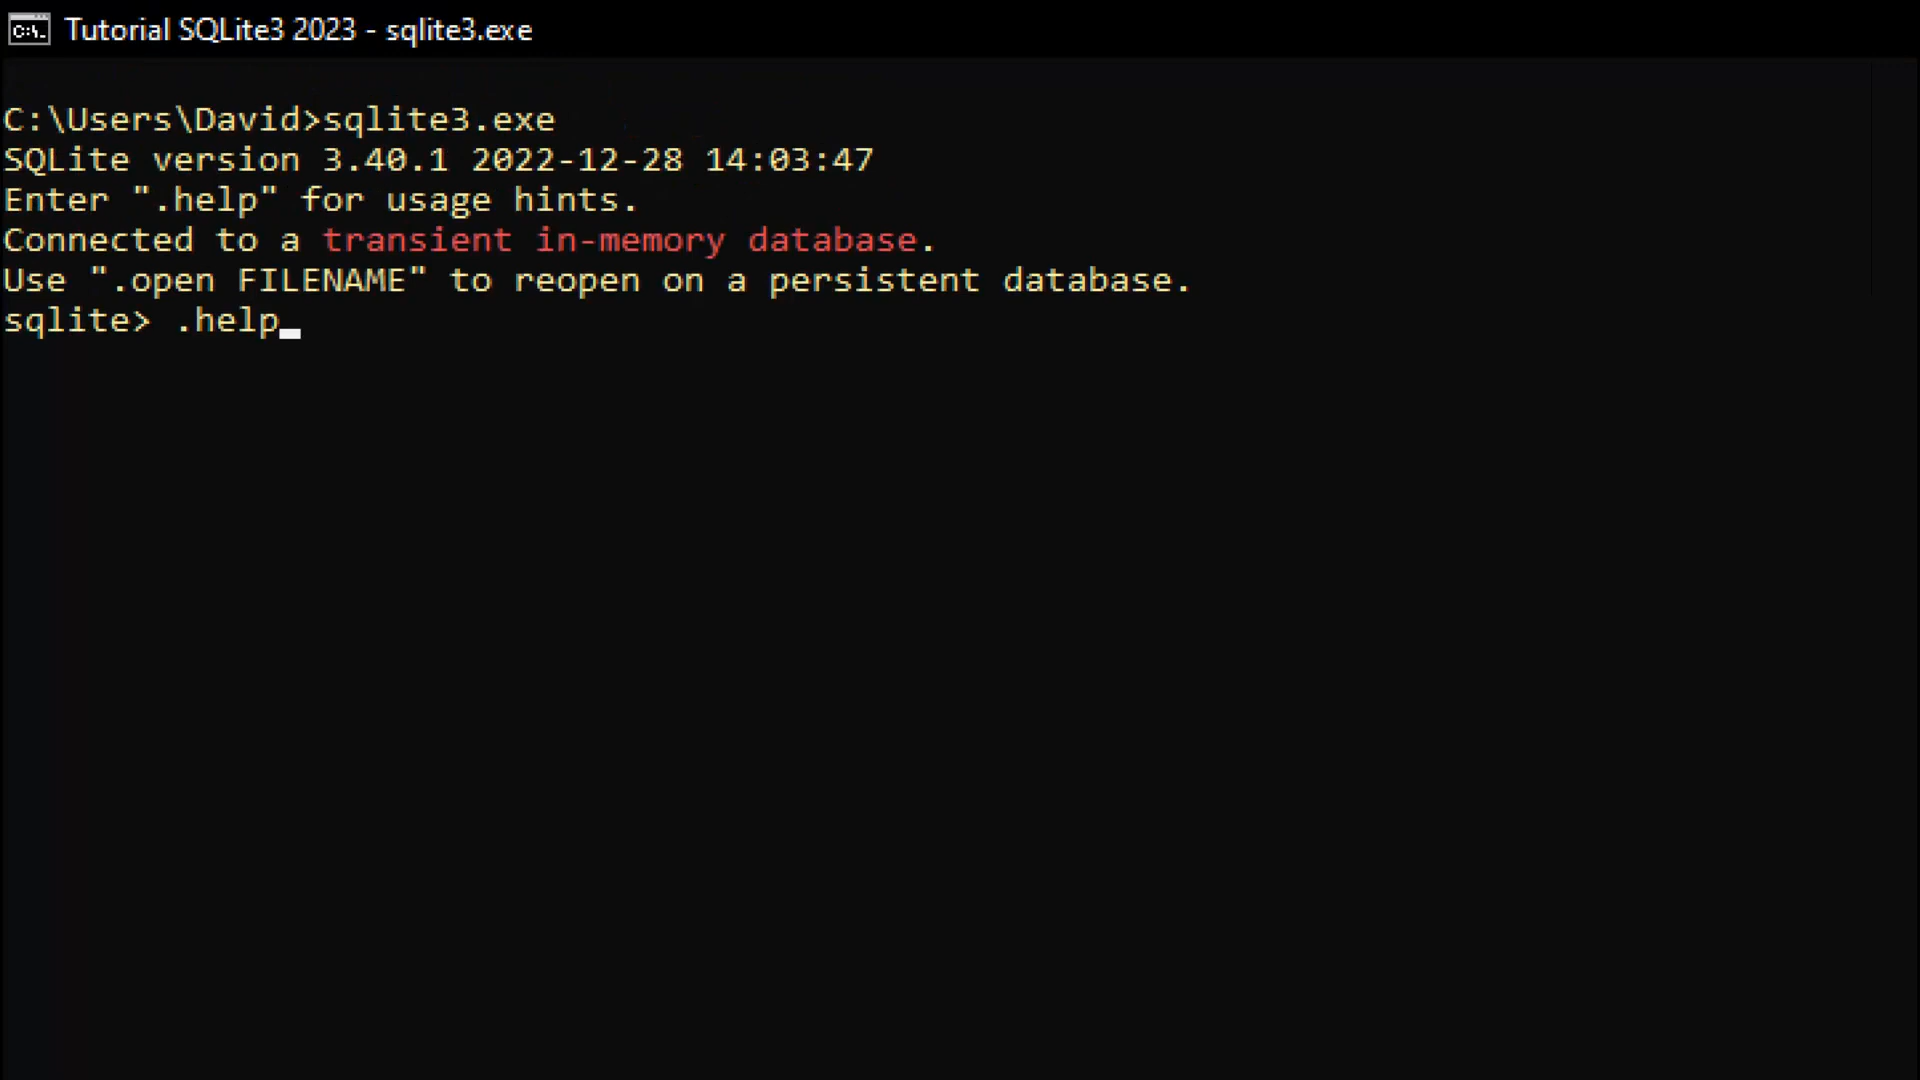 Tutorial SQLite3 2023 - sqlite3.exe
C:\Users\David>sqlite3.exe
SQLite version 3.40.1 2022-12-28 14:03:47
Enter ".help" for usage hints.
Connected to a transient in-memory database.
Use ".open FILENAME" to reopen on a persistent database.
sqlite> .help